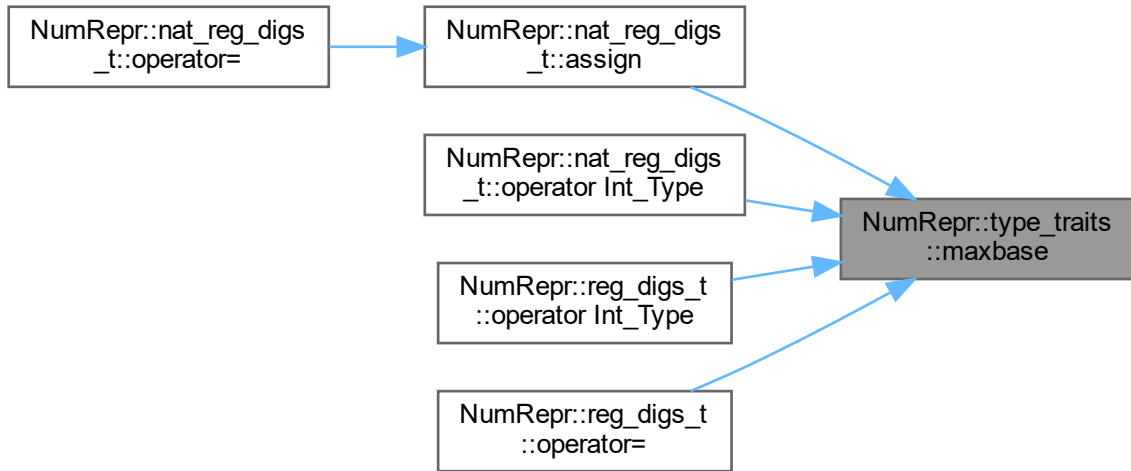 NumRepr::nat_reg_digs
_t::operator=
NumRepr::nat_reg_digs
_t::assign
NumRepr::nat_reg_digs
_t::operator Int_Type
NumRepr::reg_digs_t
::operator Int_Type
NumRepr::reg_digs_t
::operator=
NumRepr::type_traits
::maxbase